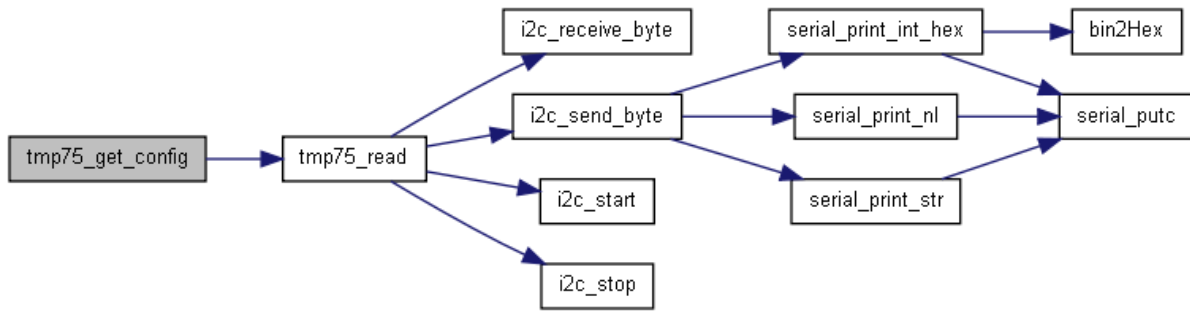 tmp75_get_config
tmp75_read
i2c_receive_byte
i2c_send_byte
i2c_start
i2c_stop
serial_print_int_hex
serial_print_nl
serial_print_str
bin2Hex
serial_putc